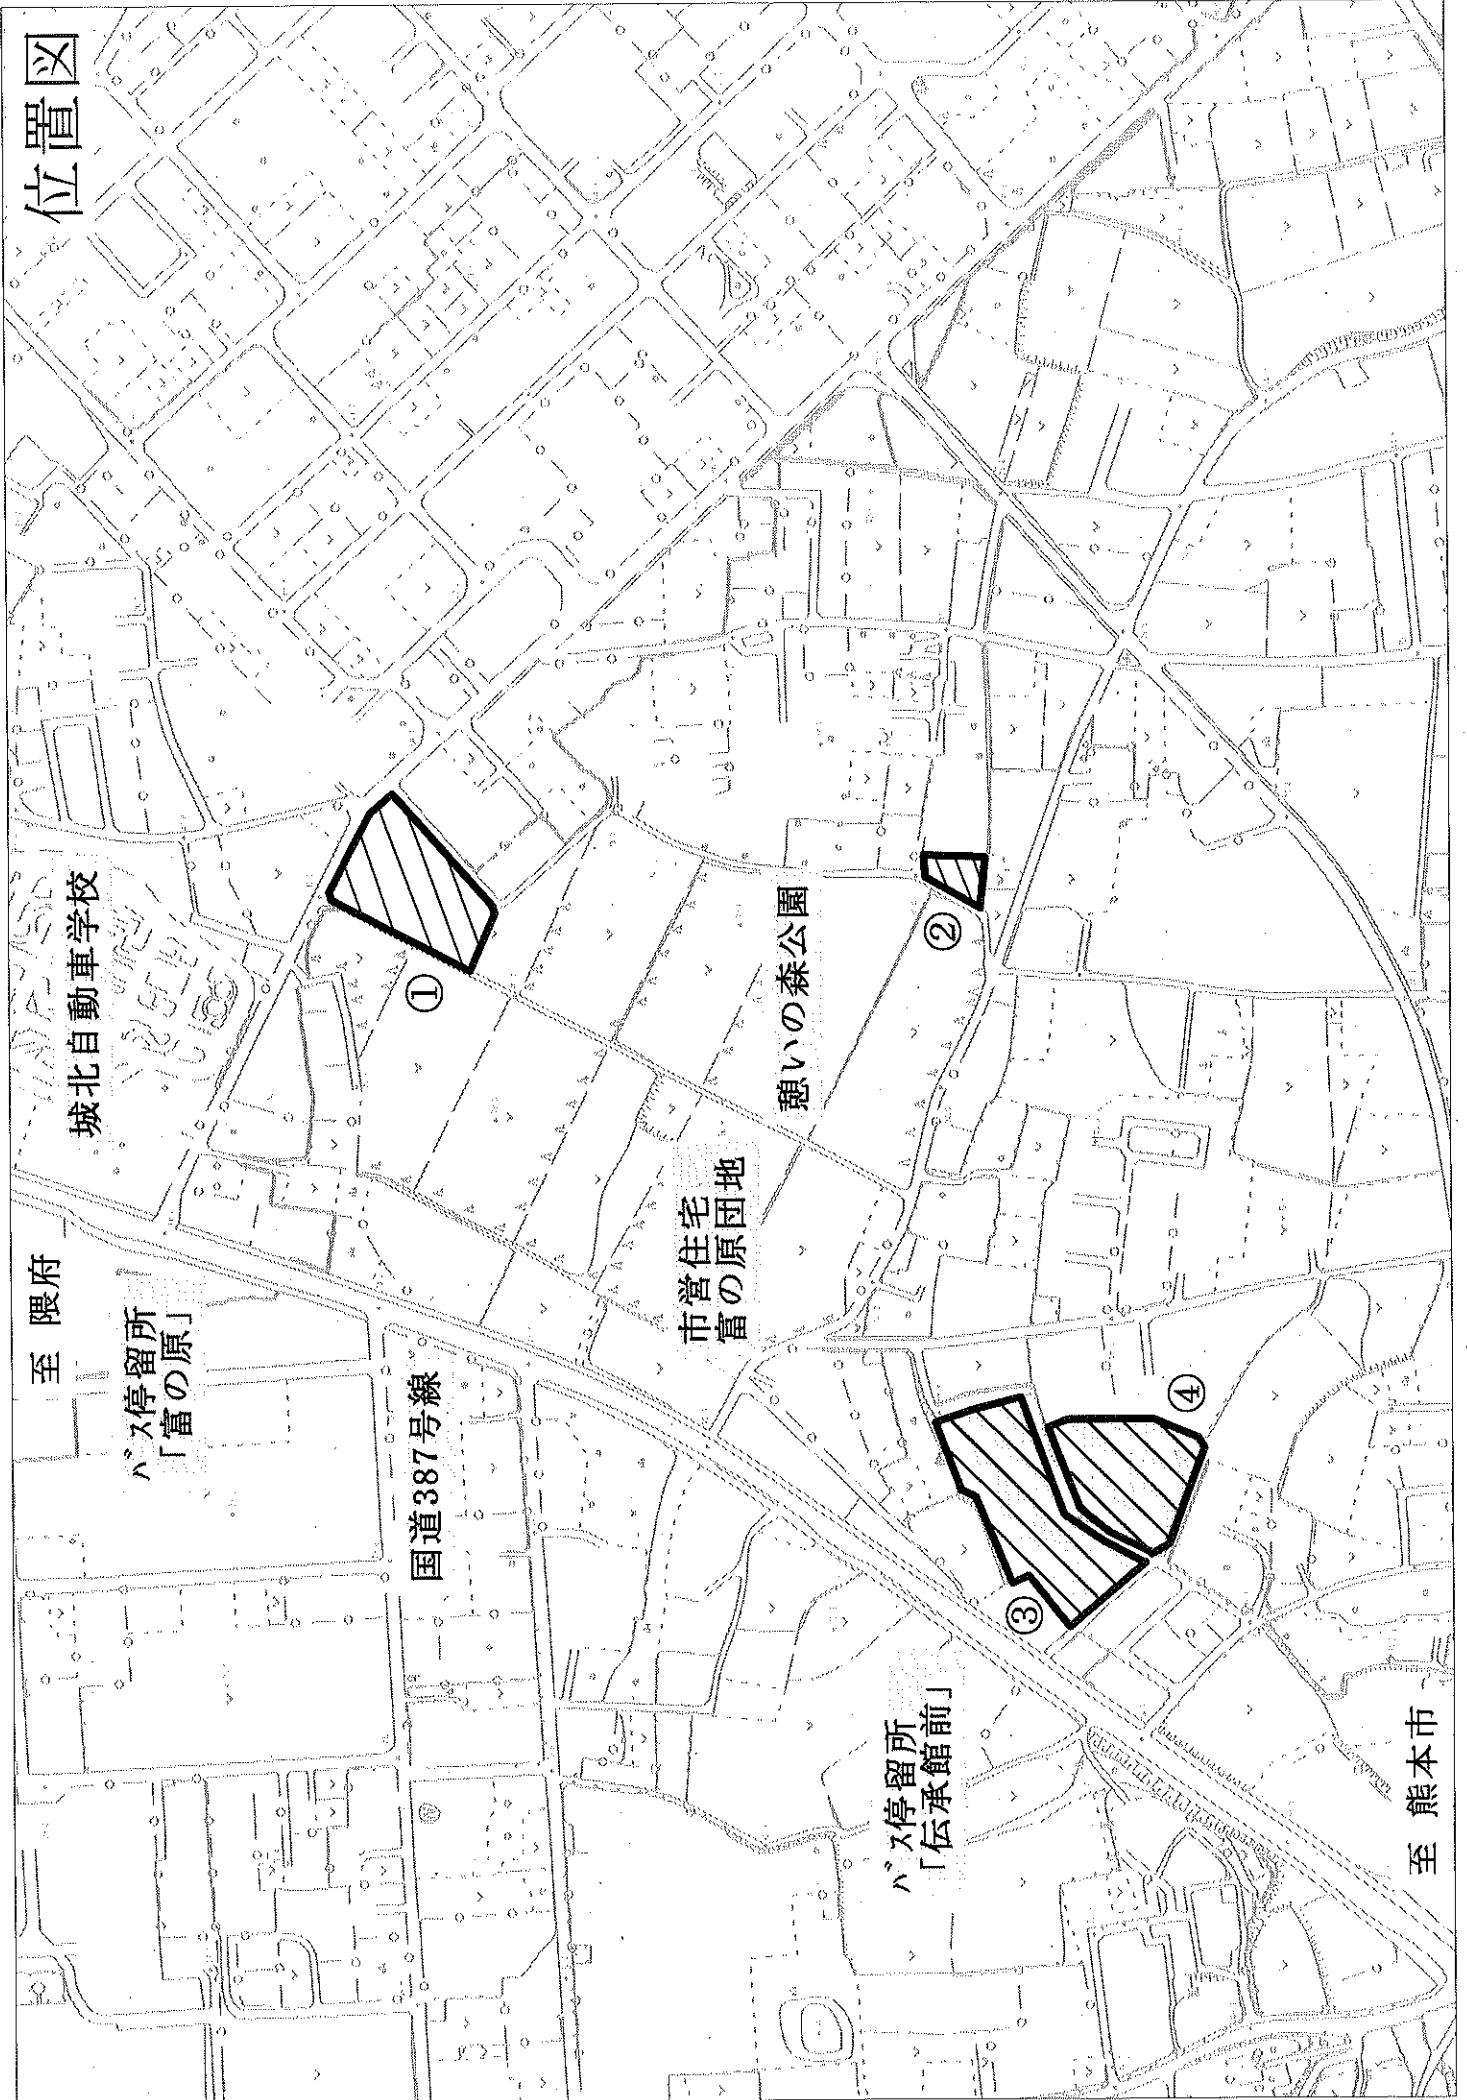 位置図
至 隈府
バス停留所
「富の原」
城北自動車学校
国道387号線
①
市営住宅
富の原団地
憩いの森公園
②
バス停留所
「伝承館前」
③
④
至 熊本市